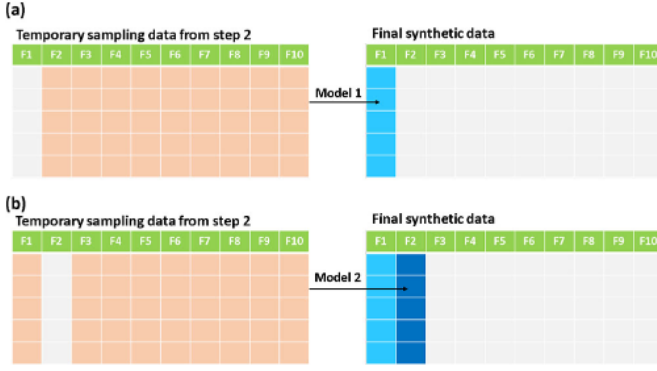 (a)
Temporary sampling data from step 2
Final synthetic data
F1 F2 F3 F4 F5 F6 F7 F8 F9 F10
F1 F2 F3 F4 F5 F6 F7 F8 F9 F10
Model 1
(b)
Temporary sampling data from step 2
Final synthetic data
F1 F2 F3 F4 F5 F6 F7 F8 F9 F10
F1 F2 F3 F4 F5 F6 F7 F8 F9 F10
Model 2